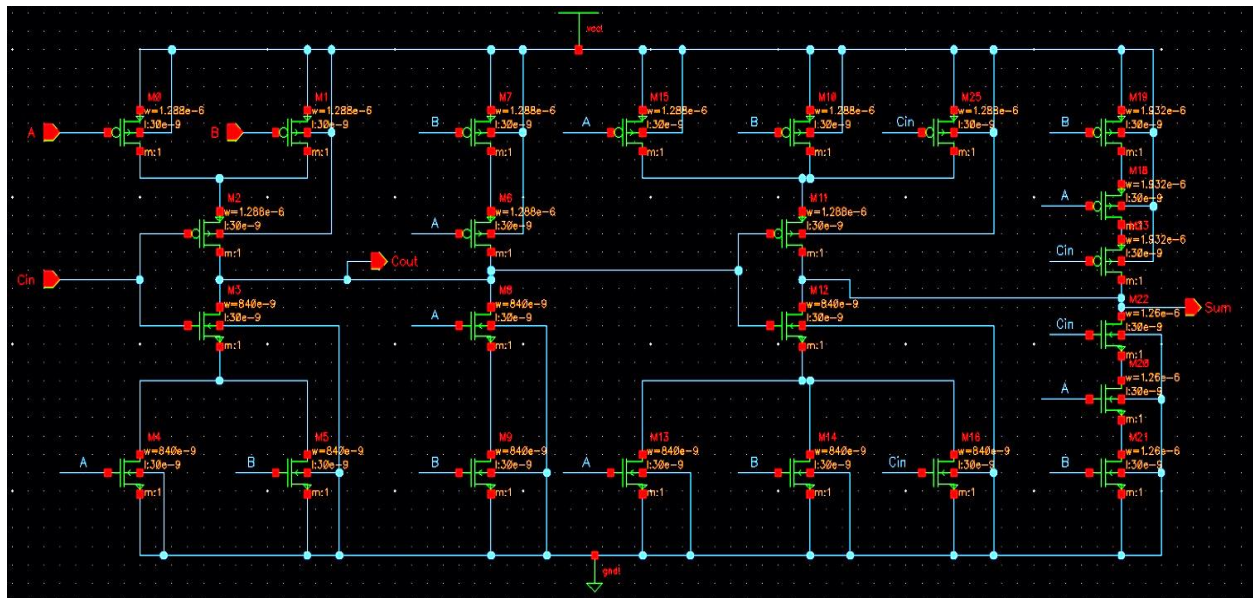 vdd!
M0
w=1.288e-6
l:30e-9
m:1
A
M1
w=1.288e-6
l:30e-9
m:1
B
M7
w=1.288e-6
l:30e-9
m:1
B
M15
w=1.288e-6
l:30e-9
m:1
A
M10
w=1.288e-6
l:30e-9
m:1
B
M25
w=1.288e-6
l:30e-9
m:1
Cin
M19
w=1.932e-6
l:30e-9
m:1
B
M2
w=1.288e-6
l:30e-9
m:1
M6
w=1.288e-6
l:30e-9
m:1
A
M11
w=1.288e-6
l:30e-9
m:1
M18
w=1.932e-6
l:30e-9
m:1
A
w=1.932e-6
l:30e-9
m:1
Cin
Cin
Cout
M3
w=840e-9
l:30e-9
m:1
M8
w=840e-9
l:30e-9
m:1
A
M12
w=840e-9
l:30e-9
m:1
M22
w=1.26e-6
l:30e-9
m:1
Cin
Sum
M20
w=1.26e-6
l:30e-9
m:1
A
M4
w=840e-9
l:30e-9
m:1
A
M5
w=840e-9
l:30e-9
m:1
B
M9
w=840e-9
l:30e-9
m:1
B
M13
w=840e-9
l:30e-9
m:1
A
M14
w=840e-9
l:30e-9
m:1
B
M16
w=840e-9
l:30e-9
m:1
Cin
M21
w=1.26e-6
l:30e-9
m:1
B
gnd!